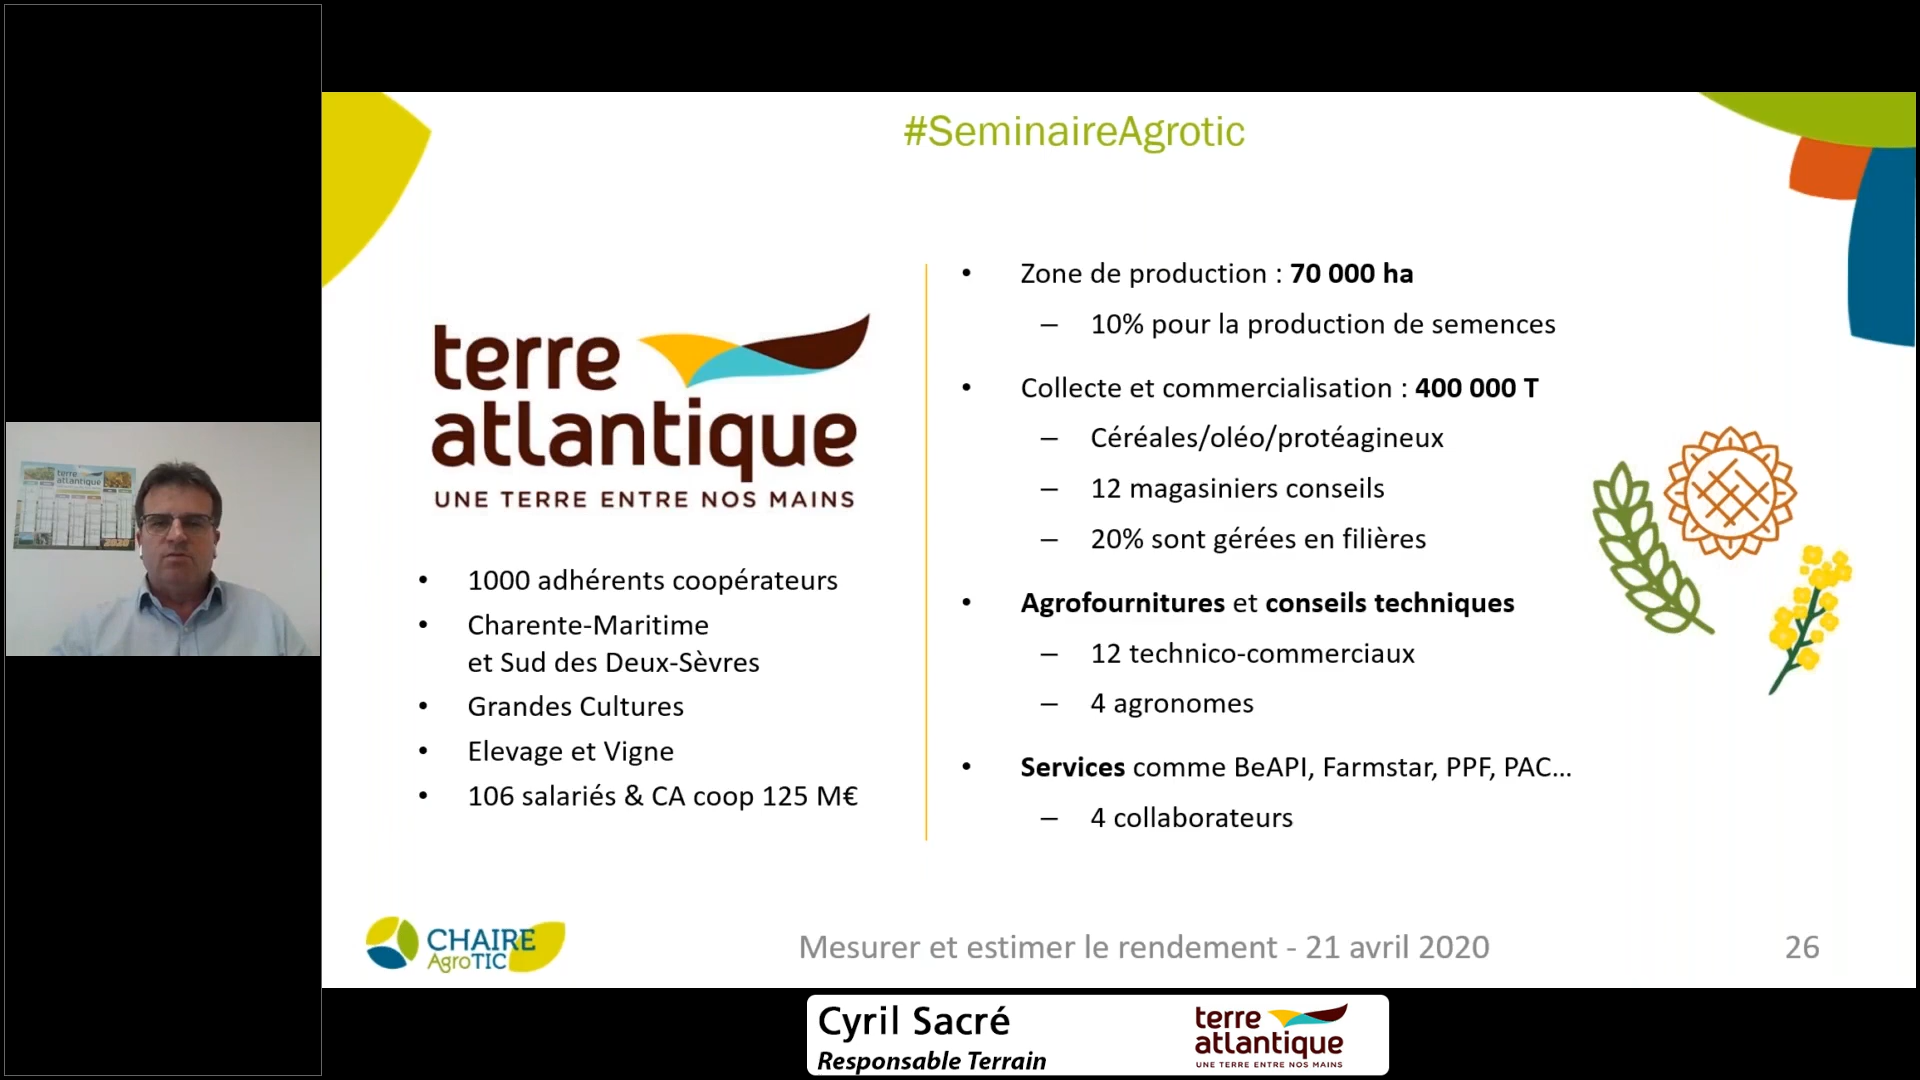 #SeminaireAgrotic
terre
atlantique
UNE TERRE ENTRE NOS MAINS
• 1000 adhérents coopérateurs
• Charente-Maritime
et Sud des Deux-Sèvres
• Grandes Cultures
• Elevage et Vigne
• 106 salariés & CA coop 125 M€
• Zone de production : 70 000 ha
– 10% pour la production de semences
• Collecte et commercialisation : 400 000 T
– Céréales/oléo/protéagineux
– 12 magasiniers conseils
– 20% sont gérées en filières
• Agrofournitures et conseils techniques
– 12 technico-commerciaux
– 4 agronomes
• Services comme BeAPI, Farmstar, PPF, PAC...
– 4 collaborateurs
terre
atlantique
2020
CHAIRE
AgroTIC
Mesurer et estimer le rendement - 21 avril 2020
26
Cyril Sacré
Responsable Terrain
terre
atlantique
UNE TERRE ENTRE NOS MAINS